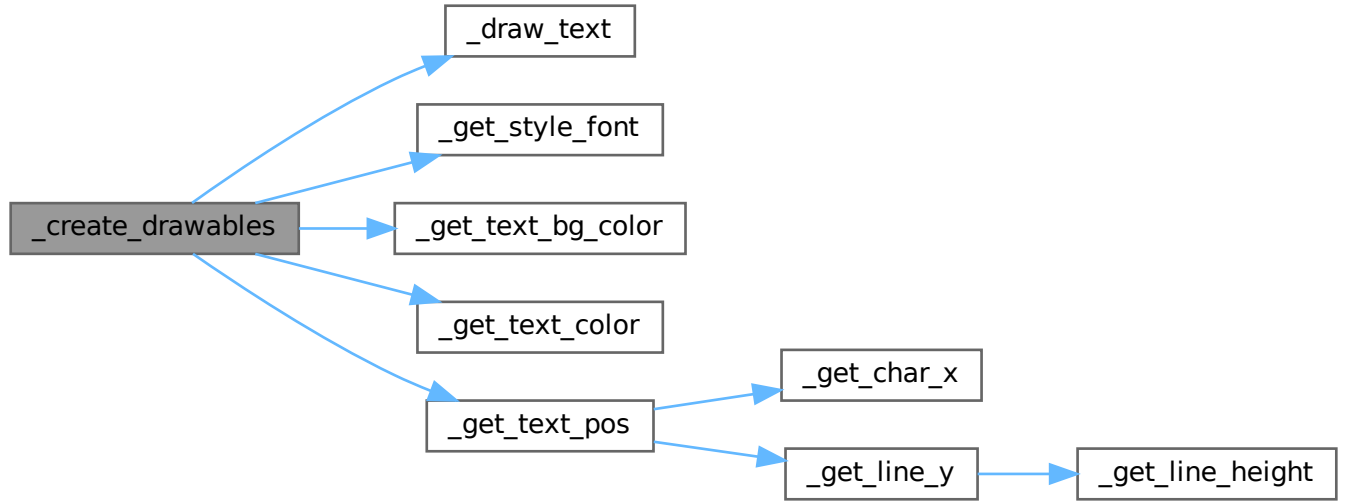 _draw_text
_get_style_font
_create_drawables
_get_text_bg_color
_get_text_color
_get_char_x
_get_text_pos
_get_line_y
_get_line_height